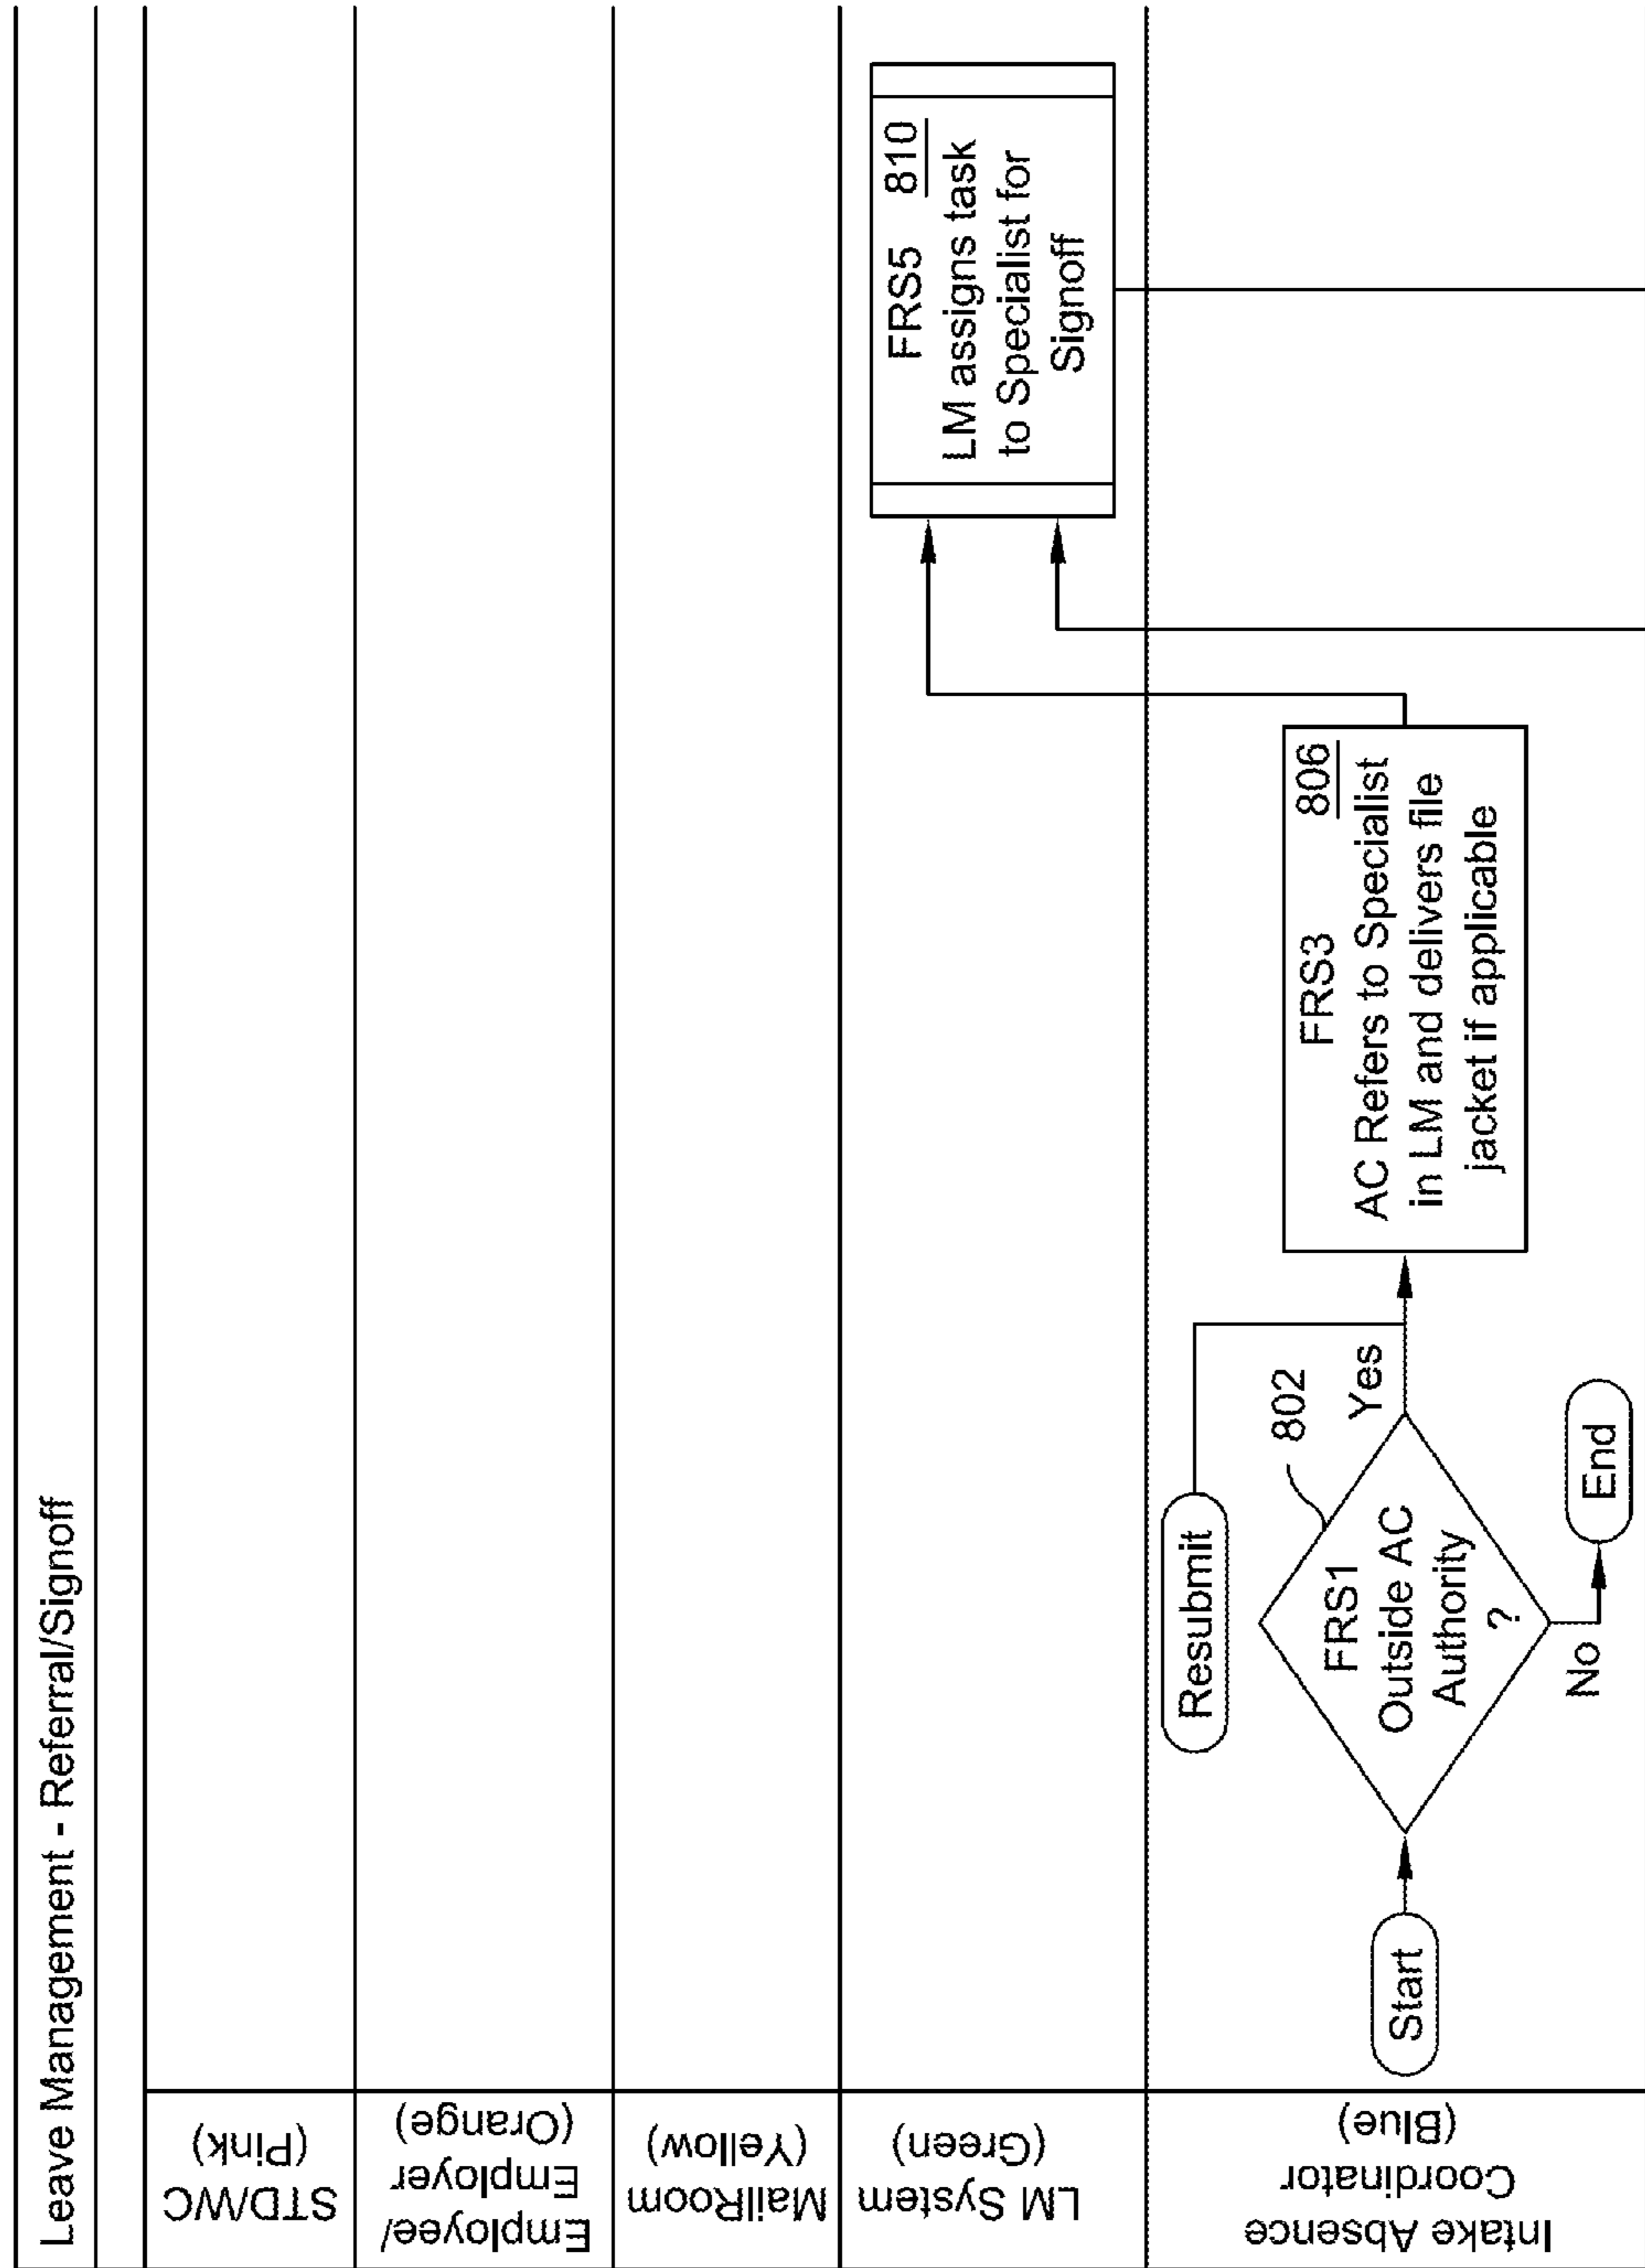 Leave Management - Referral/Signoff
STD/WC
(Pink)
Employee/
Employer
(Orange)
MailRoom
(Yellow)
LM System
(Green)
FRS5 810
LM assigns task
to Specialist for
Signoff
Intake Absence
Coordinator
(Blue)
Start
Resubmit
802
FRS1
Outside AC
Authority
?
Yes
No
End
FRS3 806
AC Refers to Specialist
in LM and delivers file
jacket if applicable